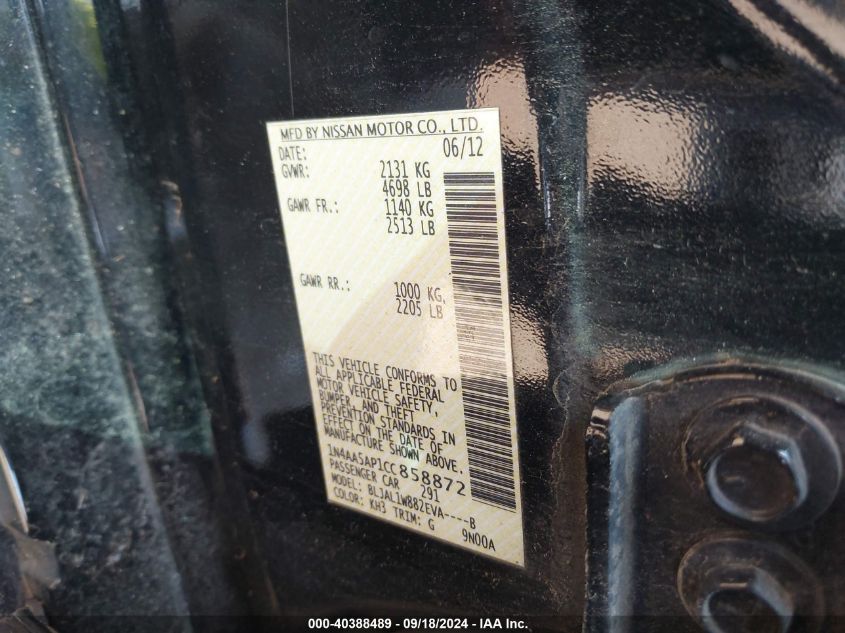 MFD BY NISSAN MOTOR CO., LTD.
DATE: 06/12
GVWR: 2131 KG
4698 LB
GAWR FR.: 1140 KG
2513 LB
GAWR RR.: 1000 KG,
2205 LB
THIS VEHICLE CONFORMS TO
ALL APPLICABLE FEDERAL
MOTOR VEHICLE SAFETY,
BUMPER, AND THEFT
PREVENTION STANDARDS IN
EFFECT ON THE DATE OF
MANUFACTURE SHOWN ABOVE.
1N4AA5AP1CC858872
PASSENGER CAR 291
MODEL: BLJAL1W882EVA----B
COLOR: KH3 TRIM: G 9N00A
000-40388489 - 09/18/2024 - IAA Inc.